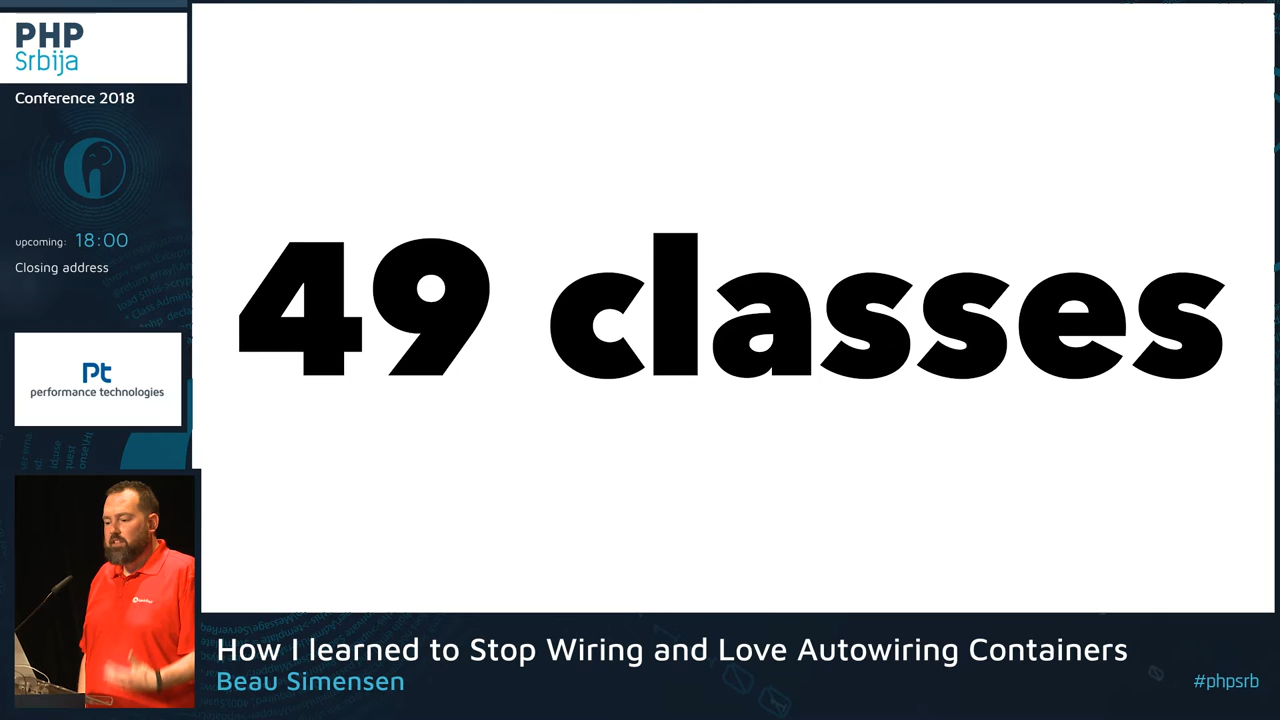 PHP
Srbija
Conference 2018
upcoming: 18:00
Closing address
Pt
performance technologies
49 classes
How I learned to Stop Wiring and Love Autowiring Containers
Beau Simensen
#phpsrb